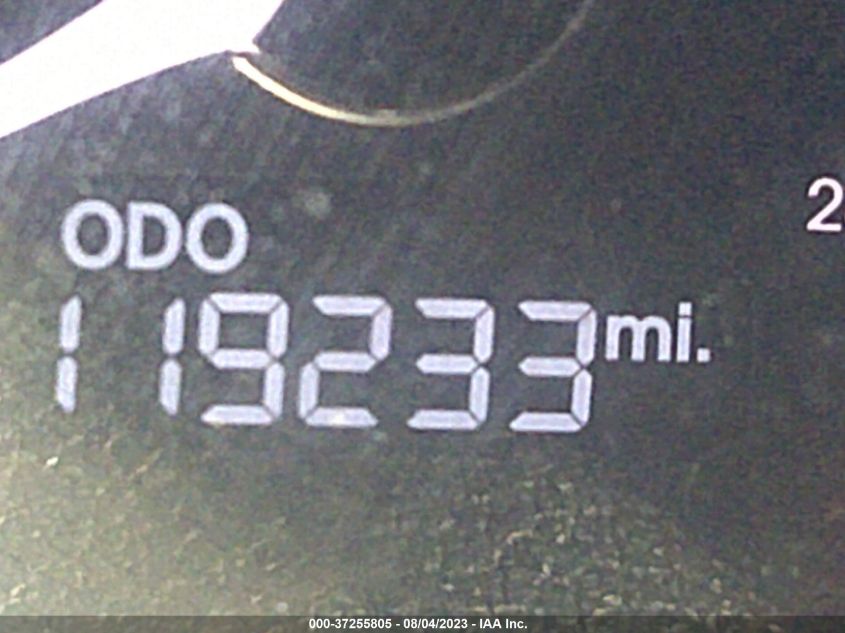 2
ODO
119233 mi.
000-37255805 - 08/04/2023 - IAA Inc.